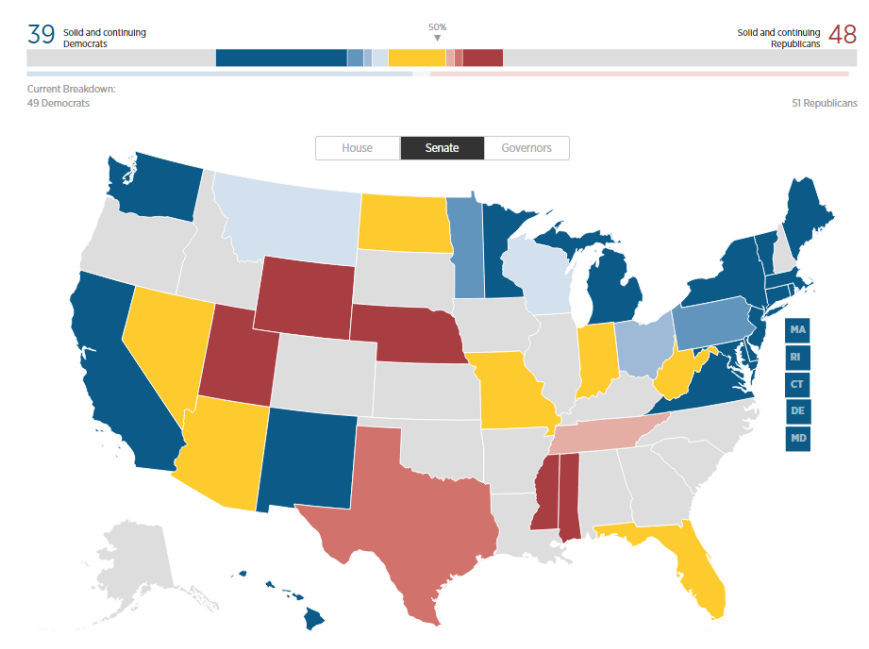 39 Solid and continuing Democrats
50%
Solid and continuing Republicans 48
Current Breakdown:
49 Democrats
51 Republicans
House Senate Governors
MA
RI
CT
DE
MD